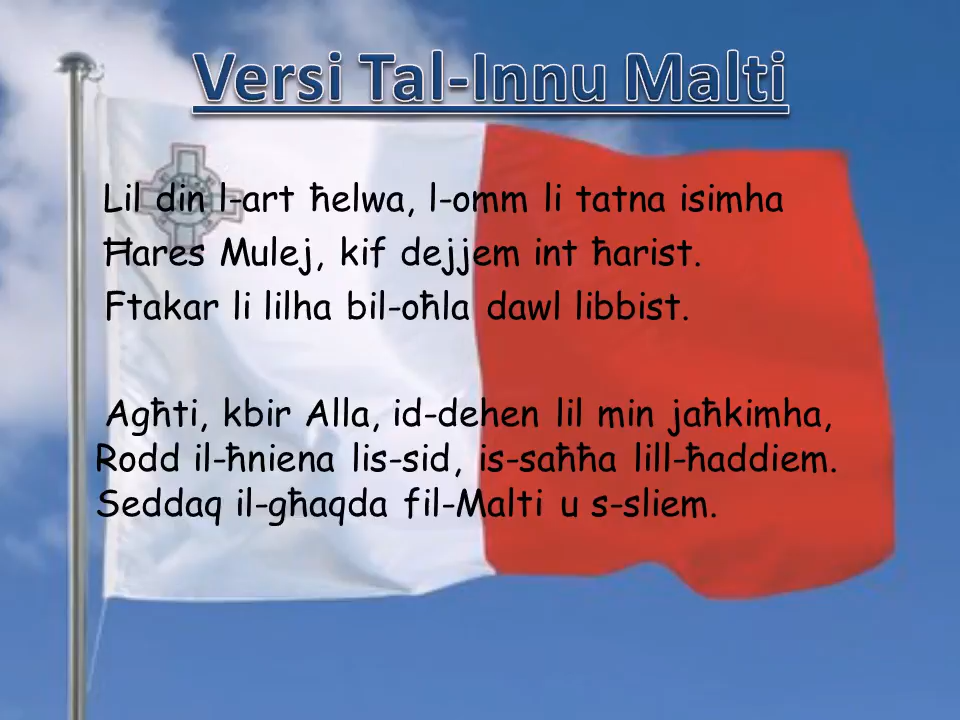 Versi Tal-Innu Malti
Lil din l-art ħelwa, l-omm li tatna isimha
Ħares Mulej, kif dejjem int ħarist.
Ftakar li lilha bil-oħla dawl libbist.
Agħti, kbir Alla, id-dehen lil min jaħkimha,
Rodd il-ħniena lis-sid, is-saħħa lill-ħaddiem.
Seddaq il-għaqda fil-Malti u s-sliem.